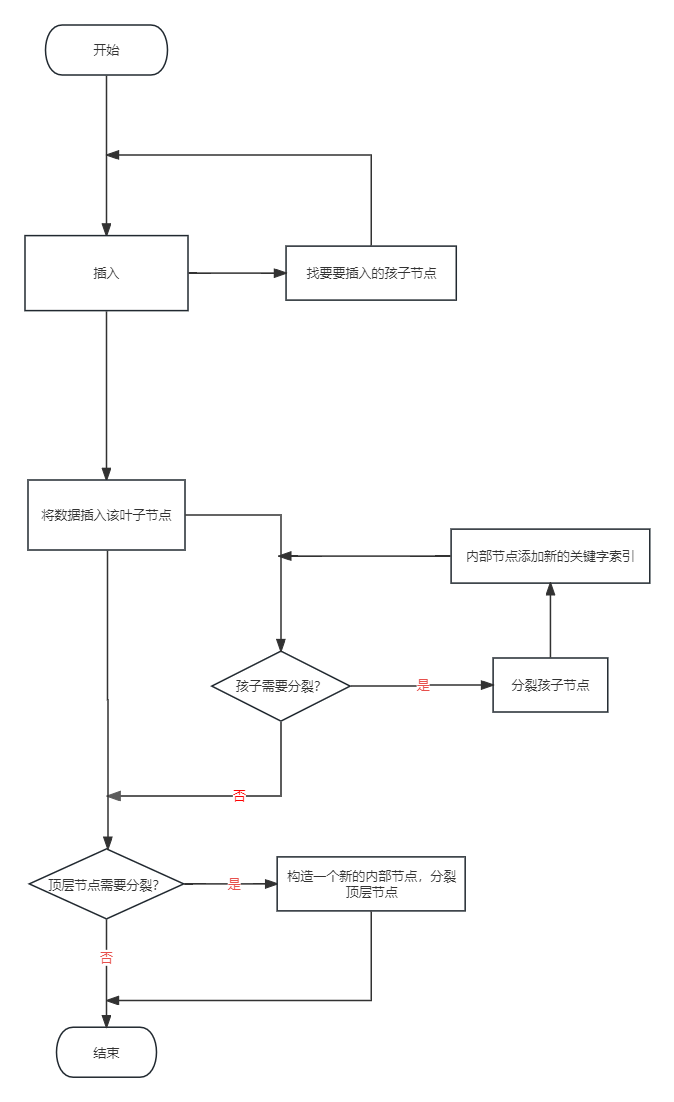 开始
插入
找要要插入的孩子节点
将数据插入该叶子节点
内部节点添加新的关键字索引
孩子需要分裂?
是
分裂孩子节点
否
顶层节点需要分裂?
是
构造一个新的内部节点，分裂
顶层节点
否
结束